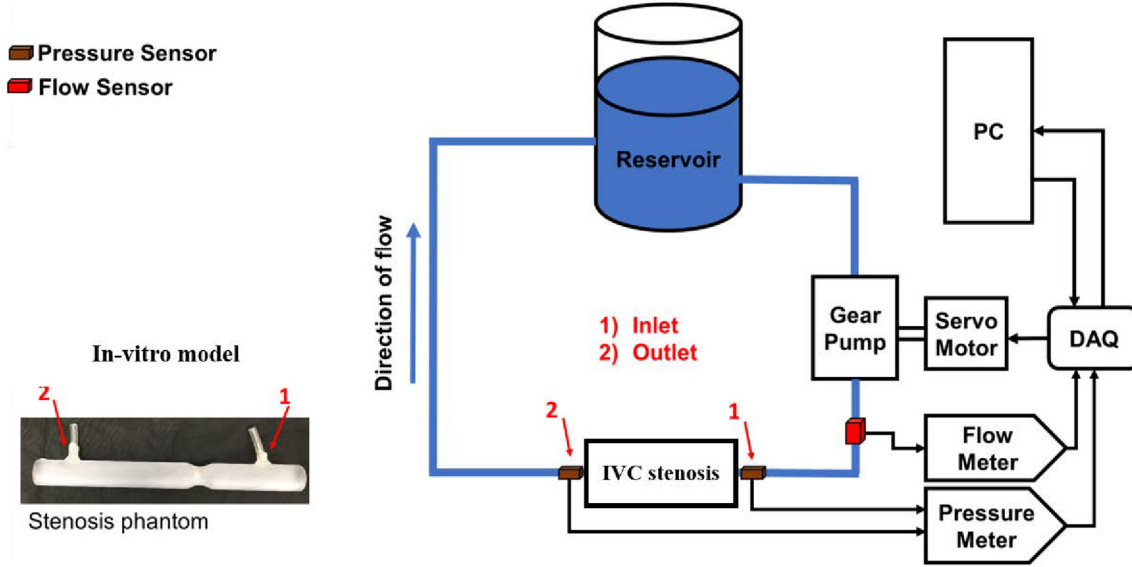 Pressure Sensor
Flow Sensor
Reservoir
PC
Direction of flow
1) Inlet
2) Outlet
Gear
Pump
Servo
Motor
DAQ
In-vitro model
2
1
2
1
IVC stenosis
Flow
Meter
Pressure
Meter
Stenosis phantom